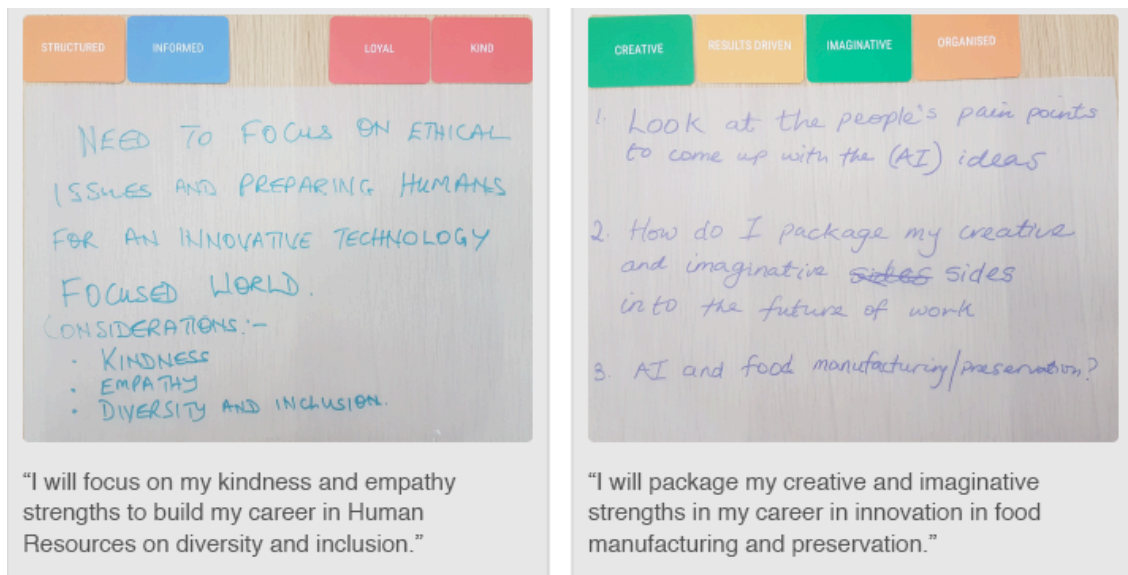 STRUCTURED
INFORMED
LOYAL
KIND
NEED TO FOCUS ON ETHICAL
ISSUES AND PREPARING HUMANS
FOR AN INNOVATIVE TECHNOLOGY
FOCUSED WORLD.
CONSIDERATIONS:-
· KINDNESS
· EMPATHY
· DIVERSITY AND INCLUSION.
“I will focus on my kindness and empathy
strengths to build my career in Human
Resources on diversity and inclusion.”
CREATIVE
RESULTS DRIVEN
IMAGINATIVE
ORGANISED
1. Look at the people's pain points
to come up with the (AI) ideas
2. How do I package my creative
and imaginative sides sides
into the future of work
3. AI and food manufacturing/preservation?
“I will package my creative and imaginative
strengths in my career in innovation in food
manufacturing and preservation.”